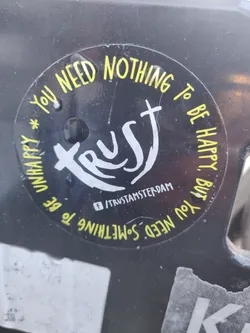 * YOU NEED NOTHING TO BE HAPPY, BUT YOU NEED SOMETHING TO BE UNHAPPY
TRUST
f /TRUSTAMSTERDAM
K